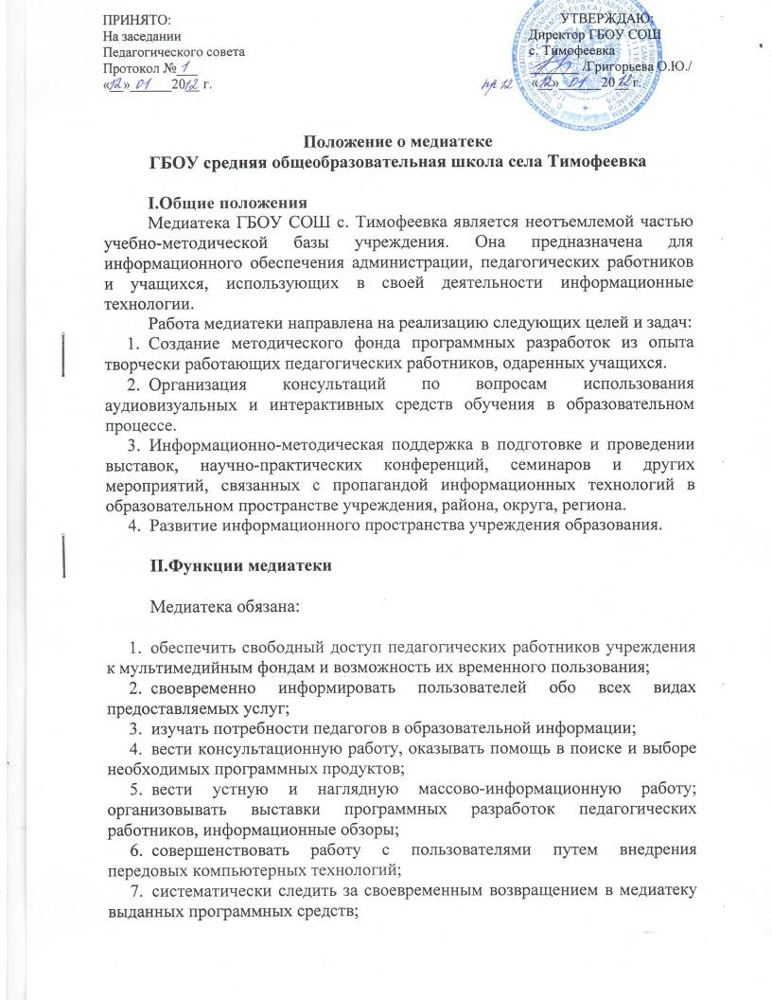 ПРИНЯТО:
На заседании
Педагогического совета
Протокол № 1
«12» 01 2012 г.
УТВЕРЖДАЮ:
Директор ГБОУ СОШ
с. Тимофеевка
/Григорьева О.Ю./
пр 12 «12» 01 2012 г.
Положение о медиатеке
ГБОУ средняя общеобразовательная школа села Тимофеевка
I.Общие положения
Медиатека ГБОУ СОШ с. Тимофеевка является неотъемлемой частью
учебно-методической базы учреждения. Она предназначена для
информационного обеспечения администрации, педагогических работников
и учащихся, использующих в своей деятельности информационные
технологии.
Работа медиатеки направлена на реализацию следующих целей и задач:
1. Создание методического фонда программных разработок из опыта
творчески работающих педагогических работников, одаренных учащихся.
2. Организация консультаций по вопросам использования
аудиовизуальных и интерактивных средств обучения в образовательном
процессе.
3. Информационно-методическая поддержка в подготовке и проведении
выставок, научно-практических конференций, семинаров и других
мероприятий, связанных с пропагандой информационных технологий в
образовательном пространстве учреждения, района, округа, региона.
4. Развитие информационного пространства учреждения образования.
II.Функции медиатеки
Медиатека обязана:
1. обеспечить свободный доступ педагогических работников учреждения
к мультимедийным фондам и возможность их временного пользования;
2. своевременно информировать пользователей обо всех видах
предоставляемых услуг;
3. изучать потребности педагогов в образовательной информации;
4. вести консультационную работу, оказывать помощь в поиске и выборе
необходимых программных продуктов;
5. вести устную и наглядную массово-информационную работу;
организовывать выставки программных разработок педагогических
работников, информационные обзоры;
6. совершенствовать работу с пользователями путем внедрения
передовых компьютерных технологий;
7. систематически следить за своевременным возвращением в медиатеку
выданных программных средств;